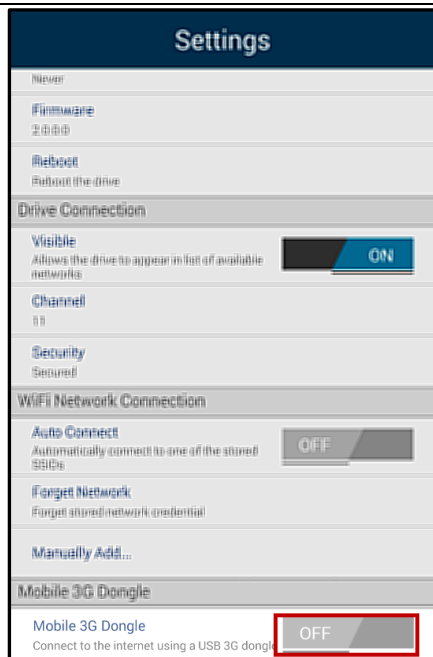 Settings
Never
Firmware
2.0.0.0
Reboot
Reboot the drive
Drive Connection
Visible
ON
Allows the drive to appear in list of available
networks
Channel
11
Security
Secured
WiFi Network Connection
Auto Connect
OFF
Automatically connect to one of the stored
SSIDs
Forget Network
Forget stored network credential
Manually Add...
Mobile 3G Dongle
Mobile 3G Dongle
OFF
Connect to the internet using a USB 3G dongle